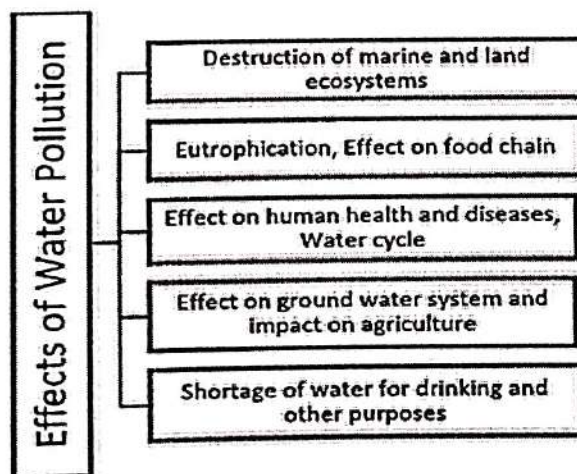 Effects of Water Pollution
Destruction of marine and land
ecosystems
Eutrophication, Effect on food chain
Effect on human health and diseases,
Water cycle
Effect on ground water system and
impact on agriculture
Shortage of water for drinking and
other purposes